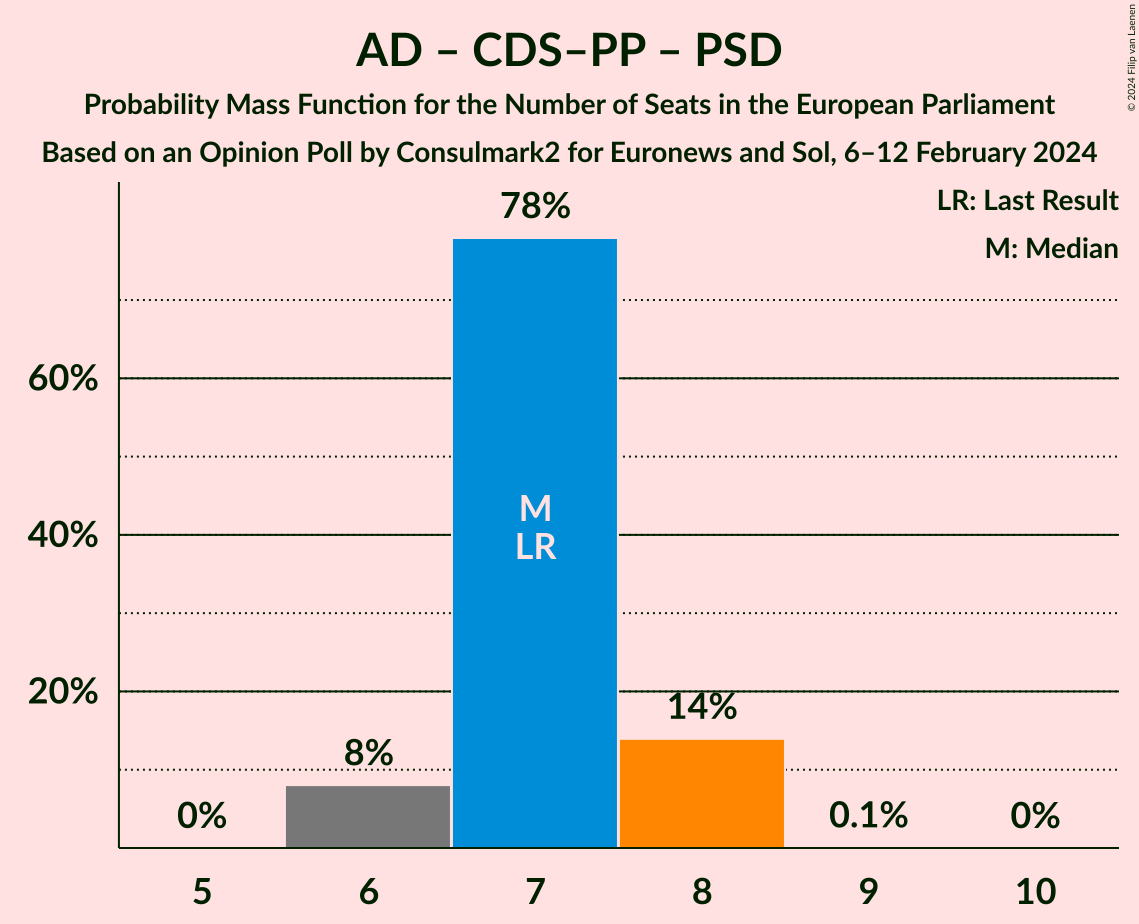 AD – CDS–PP – PSD
Probability Mass Function for the Number of Seats in the European Parliament
Based on an Opinion Poll by Consulmark2 for Euronews and Sol, 6–12 February 2024
© 2024 Filip van Laenen
LR: Last Result
M: Median
78%
60%
M
40%
LR
20%
14%
8%
0%
0.1%
0%
5
6
7
8
9
10